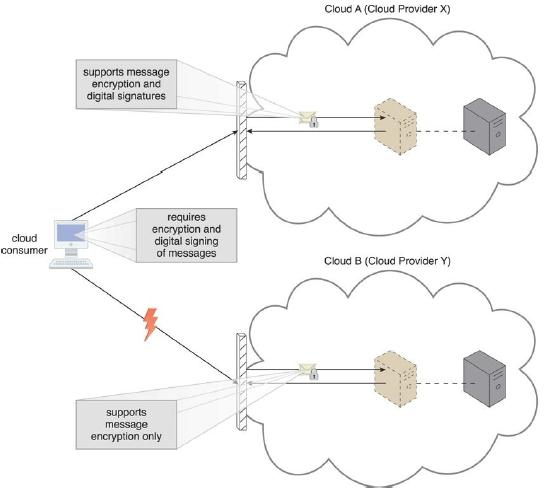 Cloud A (Cloud Provider X)
supports message
encryption and
digital signatures
requires
encryption and
digital signing
of messages
cloud
consumer
Cloud B (Cloud Provider Y)
supports
message
encryption only